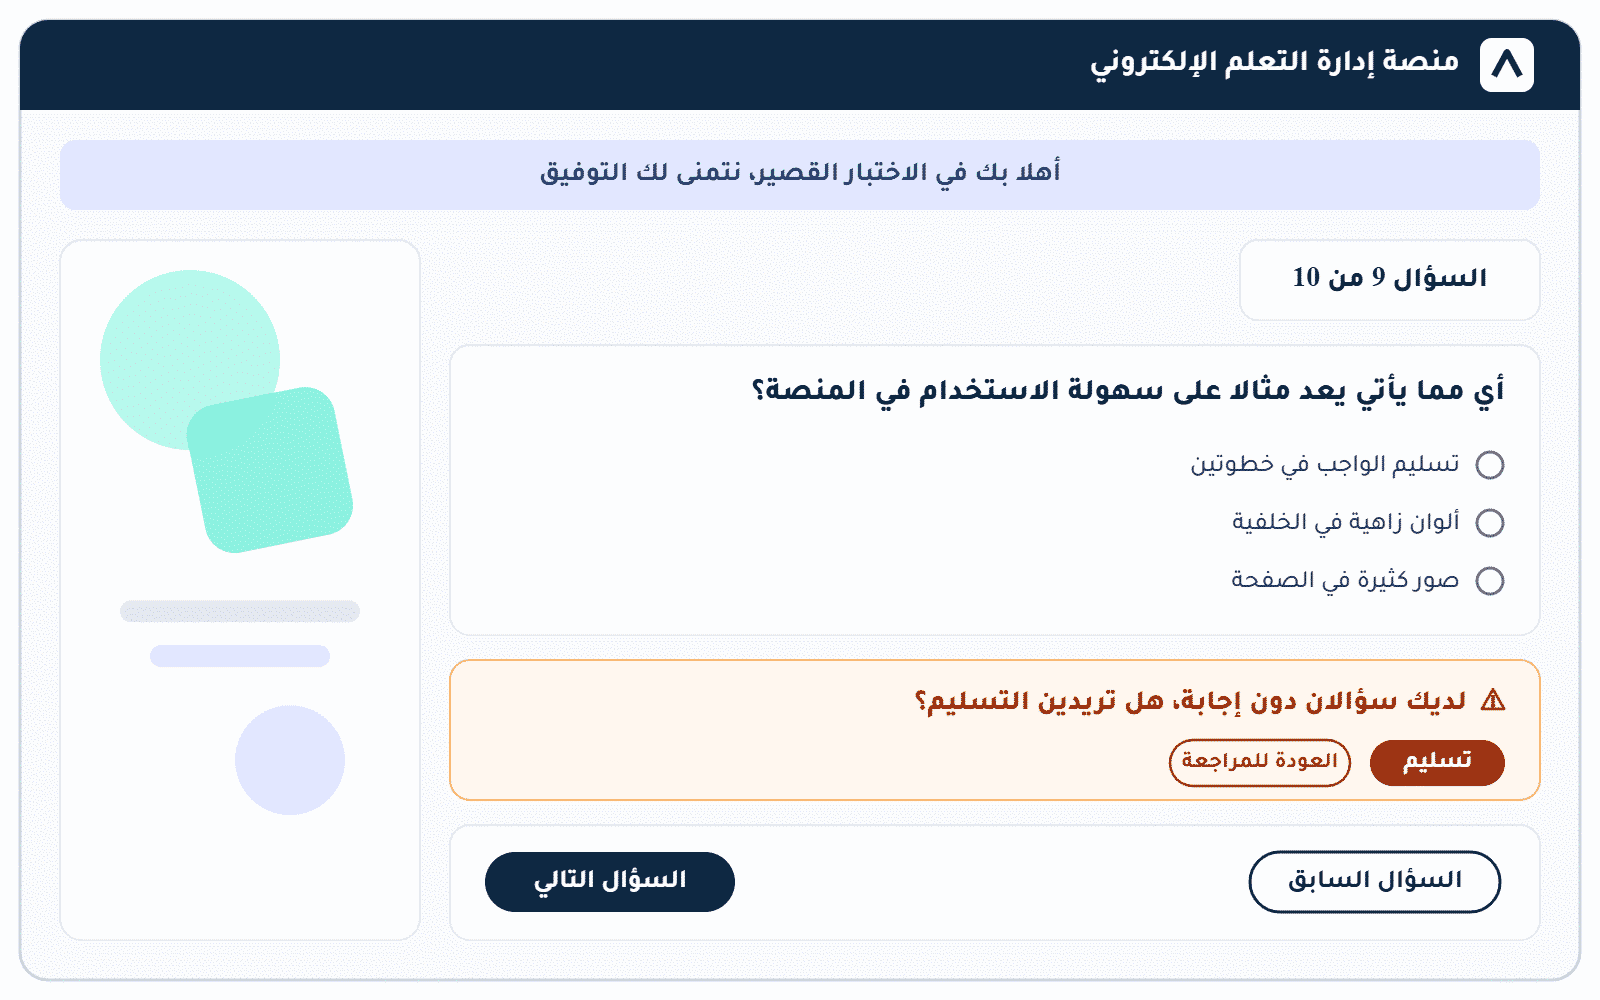 منصة إدارة التعلم الإلكتروني
أهلا بك في الاختبار القصير، نتمنى لك التوفيق
السؤال 9 من 10
أي مما يأتي يعد مثالا على سهولة الاستخدام في المنصة؟
تسليم الواجب في خطوتين
ألوان زاهية في الخلفية
صور كثيرة في الصفحة
⚠ لديك سؤالان دون إجابة، هل تريدين التسليم؟
تسليم
العودة للمراجعة
السؤال السابق
السؤال التالي